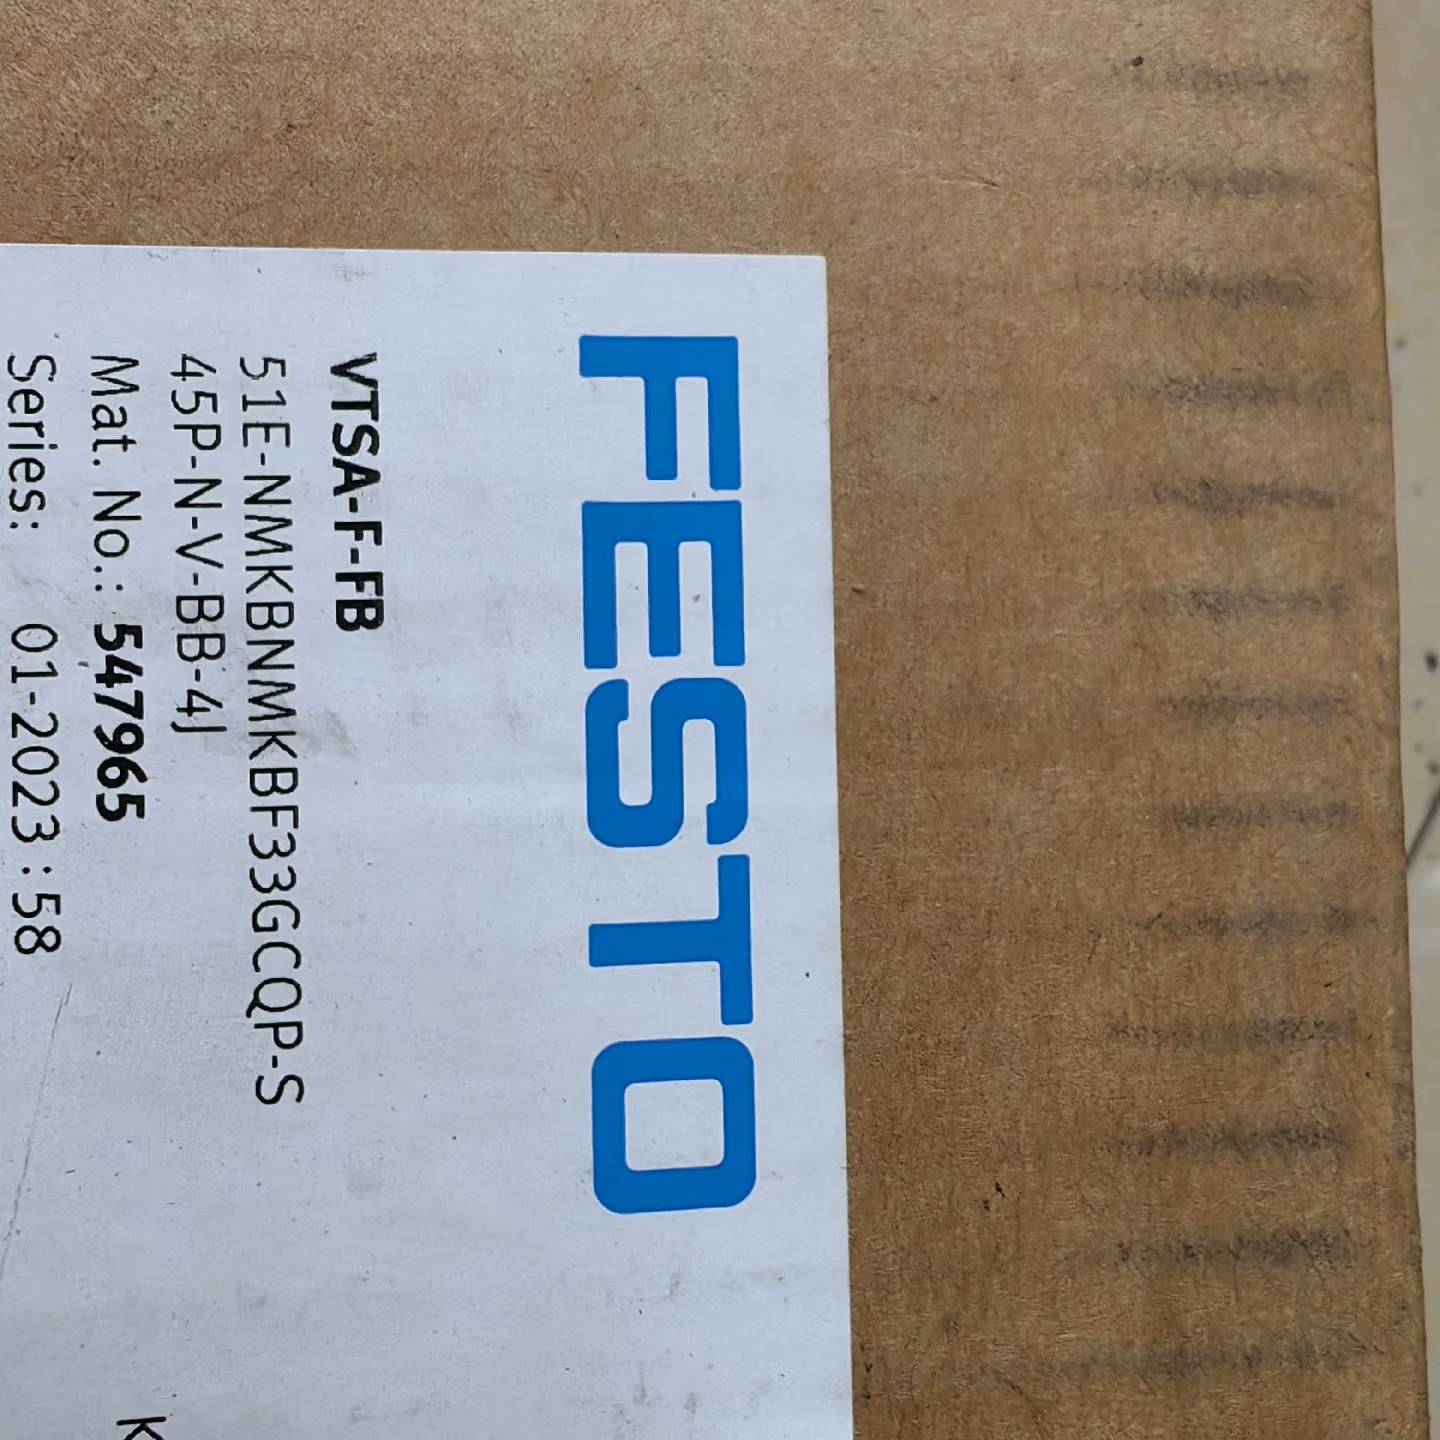 FESTO
VTSA-F-FB
51E-NMKBNMKBF33GCQP-S
45P-N-V-BB-4J
Mat. No.: 547965
Series: 01-2023:58
K